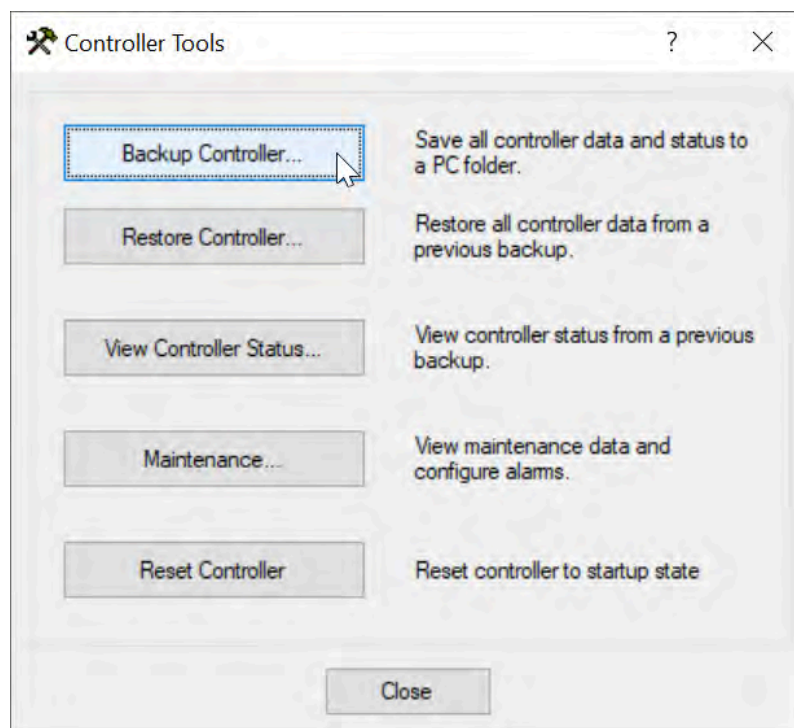 Controller Tools
?
Backup Controller...
Save all controller data and status to
a PC folder.
Restore Controller...
Restore all controller data from a
previous backup.
View Controller Status...
View controller status from a previous
backup.
Maintenance...
View maintenance data and
configure alarms.
Reset Controller
Reset controller to startup state
Close